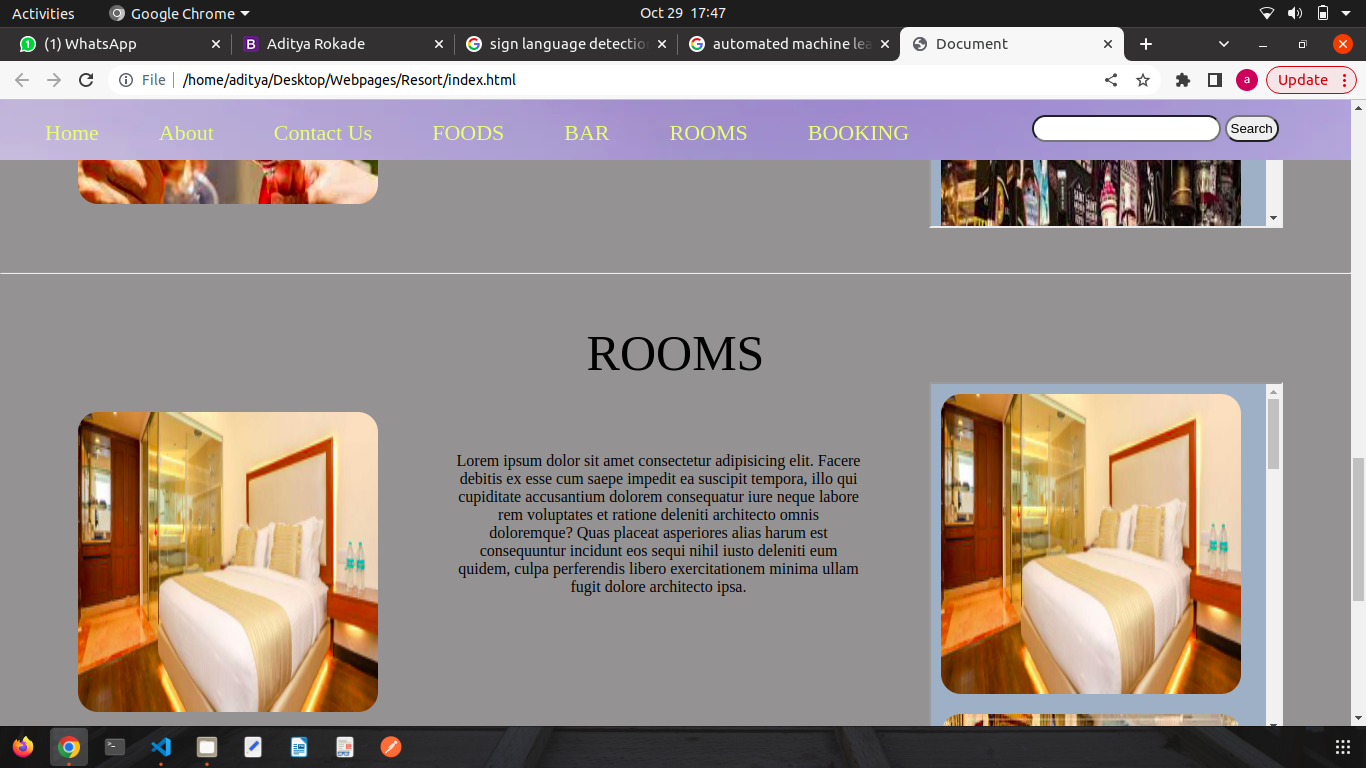 Activities
Google Chrome
Oct 29 17:47
(1) WhatsApp
Aditya Rokade
sign language detectio
automated machine lea
Document
File
/home/aditya/Desktop/Webpages/Resort/index.html
a
Update
Home
About
Contact Us
FOODS
BAR
ROOMS
BOOKING
Search
ROOMS
Lorem ipsum dolor sit amet consectetur adipisicing elit. Facere
debitis ex esse cum saepe impedit ea suscipit tempora, illo qui
cupiditate accusantium dolorem consequatur iure neque labore
rem voluptates et ratione deleniti architecto omnis
doloremque? Quas placeat asperiores alias harum est
consequuntur incidunt eos sequi nihil iusto deleniti eum
quidem, culpa perferendis libero exercitationem minima ullam
fugit dolore architecto ipsa.